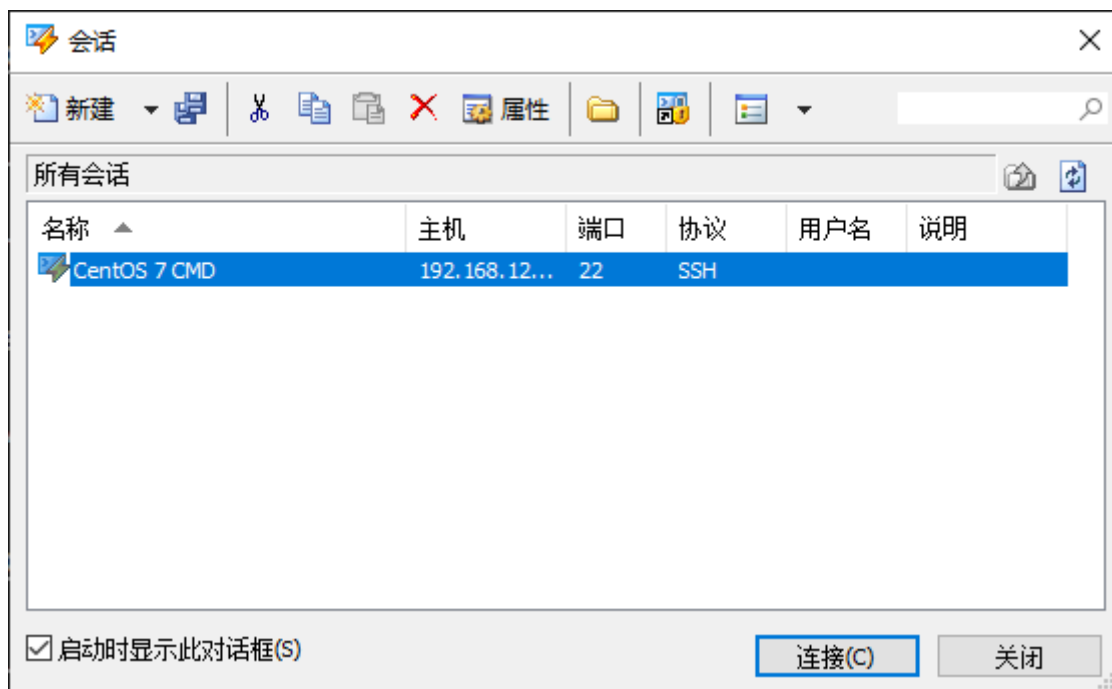 会话
新建 属性
所有会话
名称 主机 端口 协议 用户名 说明
CentOS 7 CMD 192.168.12... 22 SSH
启动时显示此对话框(S) 连接(C) 关闭